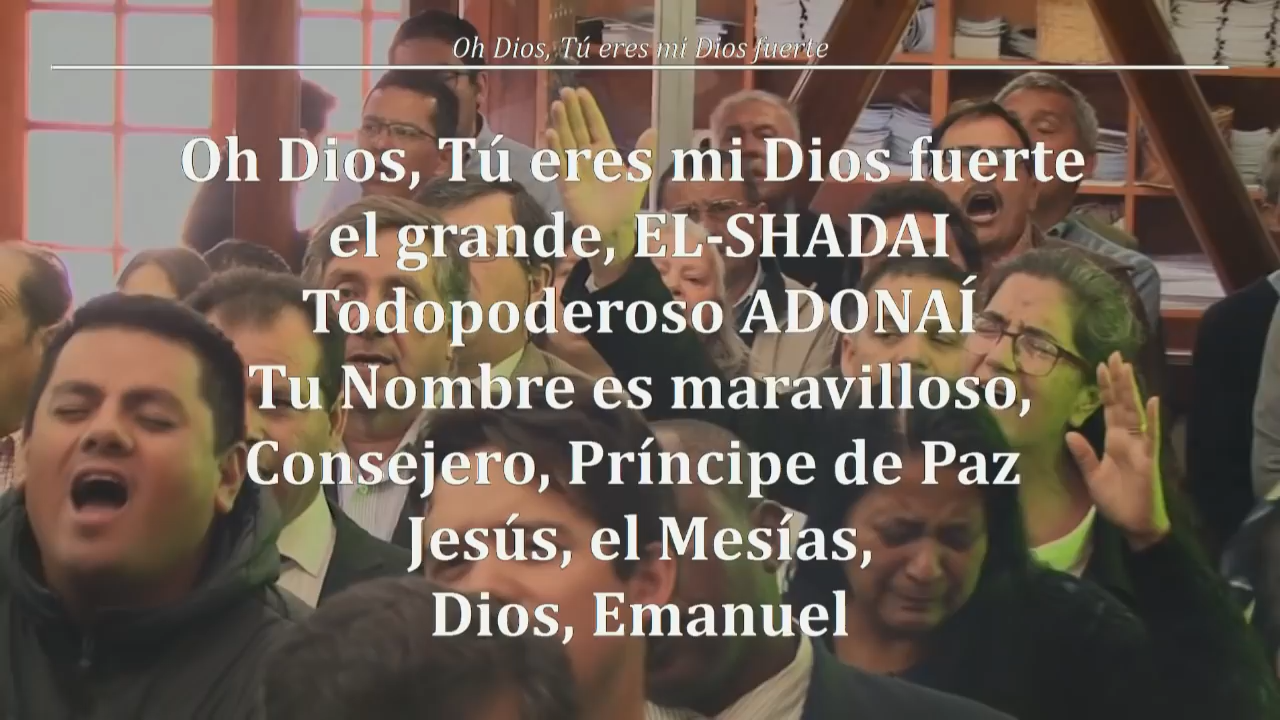 Oh Dios, Tú eres mi Dios fuerte
Oh Dios, Tú eres mi Dios fuerte
el grande, EL-SHADAI
Todopoderoso ADONAÍ
Tu Nombre es maravilloso,
Consejero, Príncipe de Paz
Jesús, el Mesías,
Dios, Emanuel